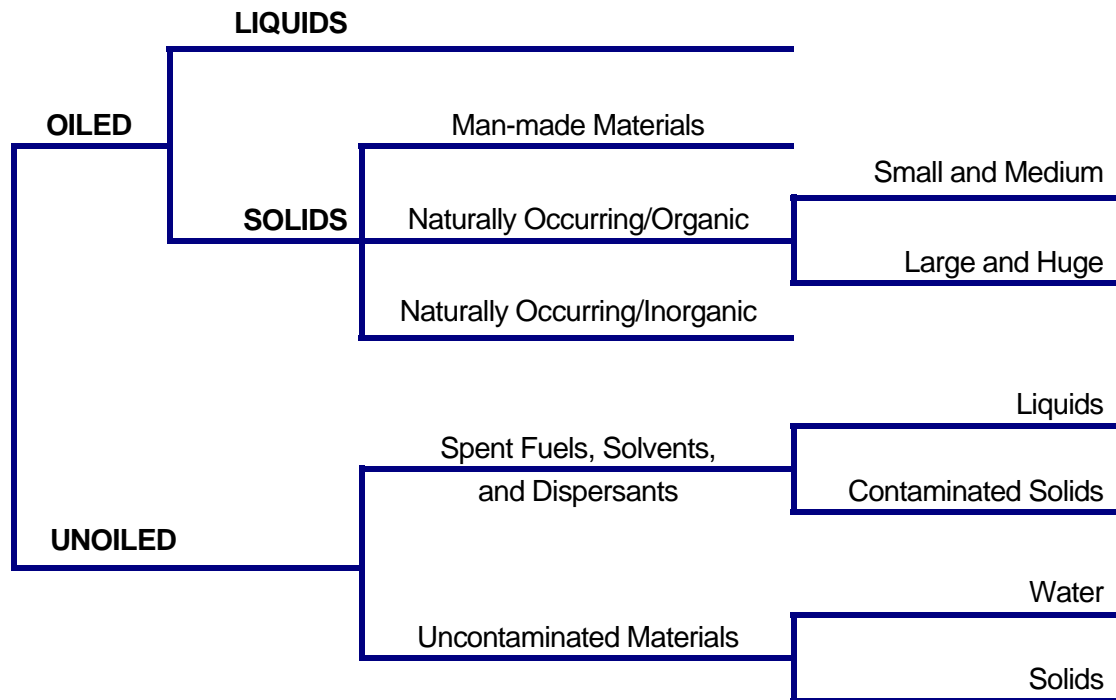 LIQUIDS
OILED
Man-made Materials
Small and Medium
SOLIDS
Naturally Occurring/Organic
Large and Huge
Naturally Occurring/Inorganic
Liquids
Spent Fuels, Solvents,
and Dispersants
Contaminated Solids
UNOILED
Water
Uncontaminated Materials
Solids